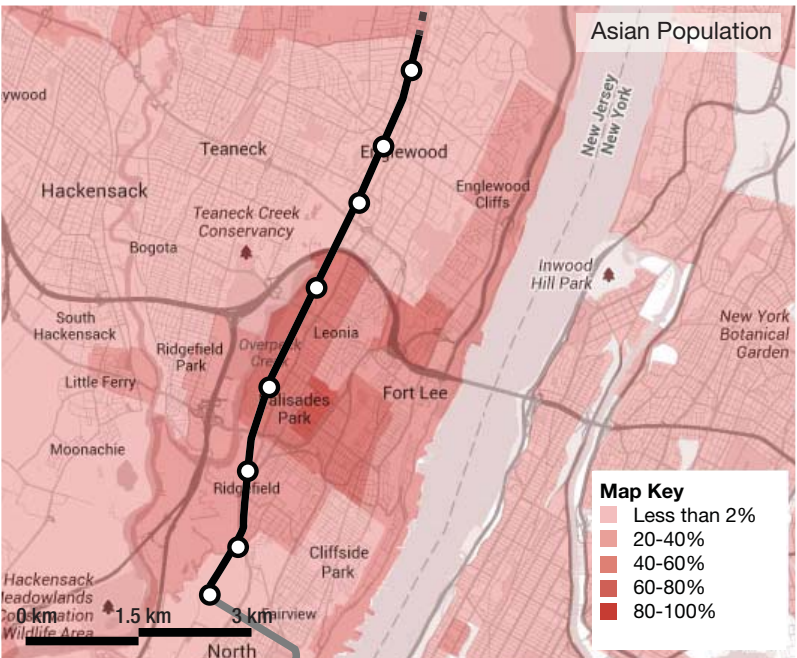 Asian Population
aywood
Teaneck
Englewood
Hackensack
Englewood
Cliffs
New Jersey
New York
Teaneck Creek
Conservancy
Bogota
Inwood
Hill Park
South
Hackensack
Leonia
New York
Botanical
Garden
Ridgefield
Park
Overpeck
Creek
Little Ferry
Palisades
Park
Fort Lee
Moonachie
Ridgefield
Map Key
Less than 2%
20-40%
40-60%
60-80%
80-100%
Cliffside
Park
Hackensack
Meadowlands
Conservation
Wildlife Area
0 km 1.5 km 3 km
Fairview
North